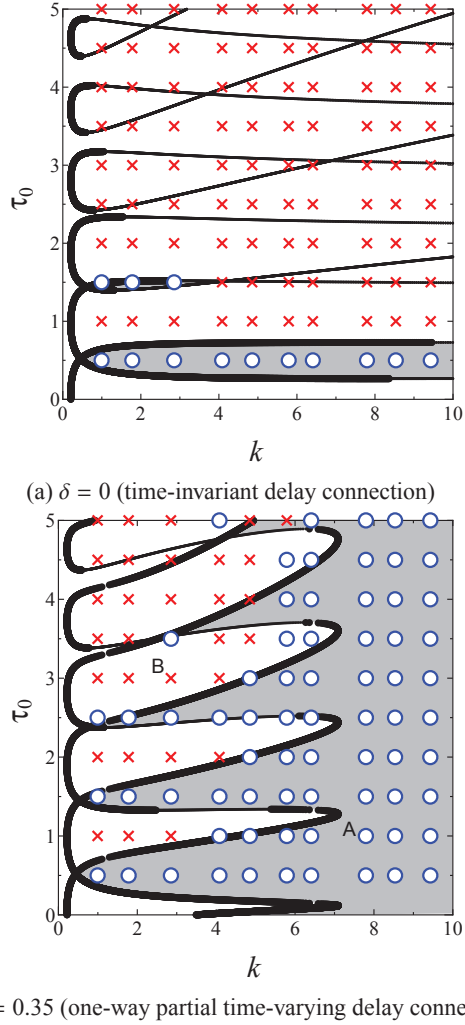 5
4
3
2
1
0
τ0
0 2 4 6 8 10
k
(a) δ = 0 (time-invariant delay connection)
5
4
3
2
1
0
τ0
B
A
0 2 4 6 8 10
k
= 0.35 (one-way partial time-varying delay conne